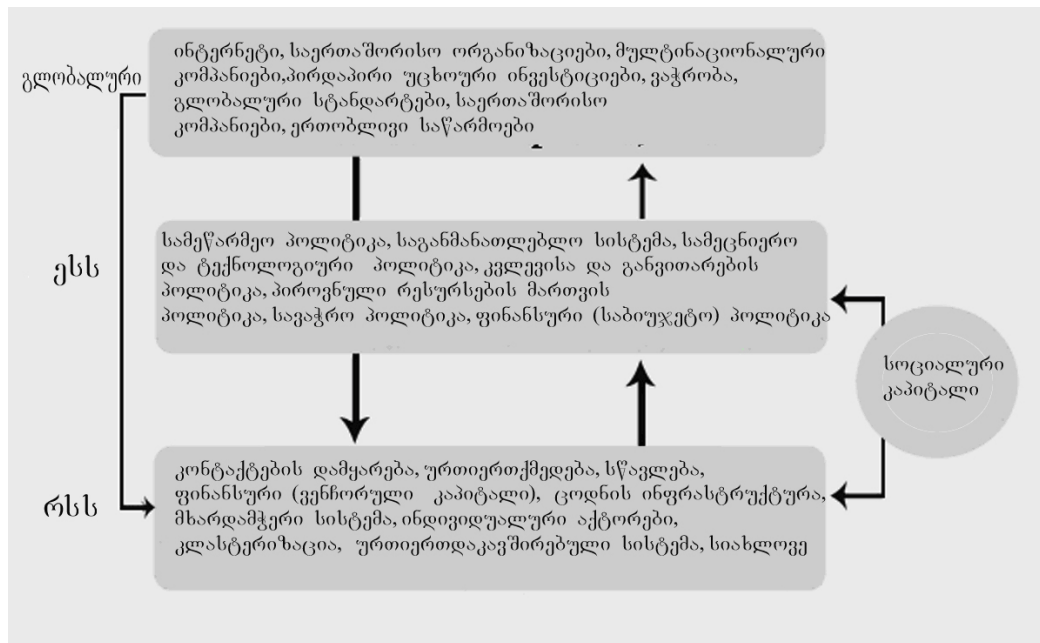 გლობალური
ინტერნეტი, საერთაშორისო ორგანიზაციები, მულტინაციონალური
კომპანიები,პირდაპირი უცხოური ინვესტიციები, ვაჭრობა,
გლობალური სტანდარტები, საერთაშორისო
კომპანიები, ერთობლივი საწარმოები
ესს
სამეწარმეო პოლიტიკა, საგანმანათლებლო სისტემა, სამეცნიერო
და ტექნოლოგიური პოლიტიკა, კვლევისა და განვითარების
პოლიტიკა, პიროვნული რესურსების მართვის
პოლიტიკა, სავაჭრო პოლიტიკა, ფინანსური (საბიუჯეტო) პოლიტიკა
სოციალური
კაპიტალი
რსს
კონტაქტების დამყარება, ურთიერთქმედება, სწავლება,
ფინანსური (ვენჩორული კაპიტალი), ცოდნის ინფრასტრუქტურა,
მხარდამჭერი სისტემა, ინდივიდუალური აქტორები,
კლასტერიზაცია, ურთიერთდაკავშირებული სისტემა, სიახლოვე